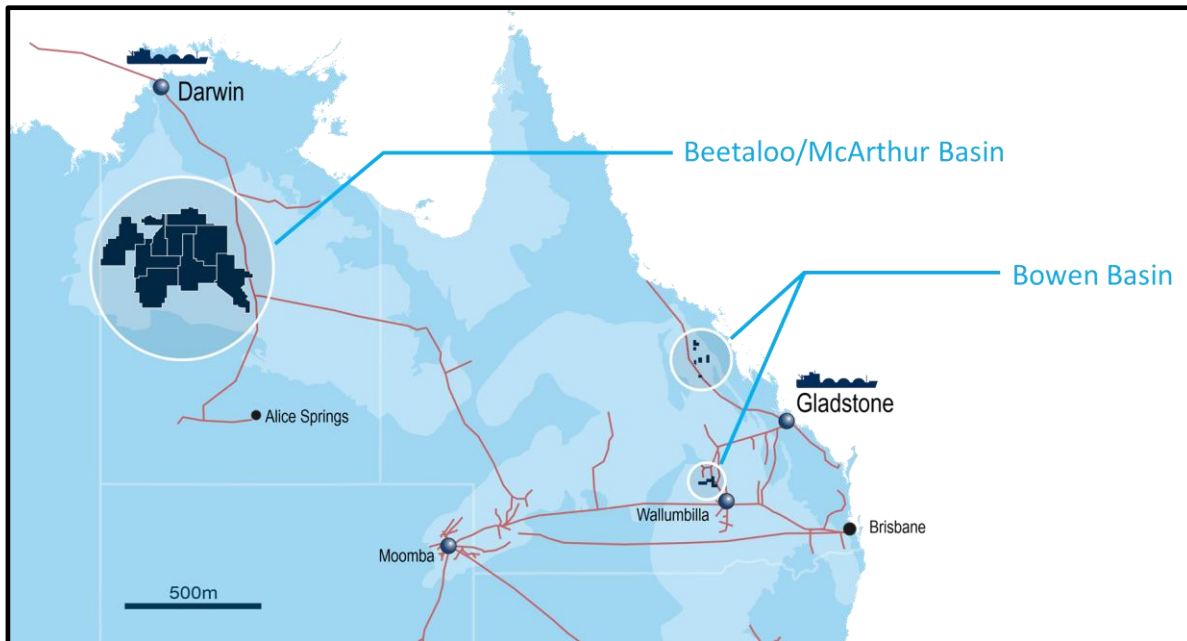 Darwin
Beetaloo/McArthur Basin
Bowen Basin
Gladstone
Alice Springs
Wallumbilla
Brisbane
Moomba
500m